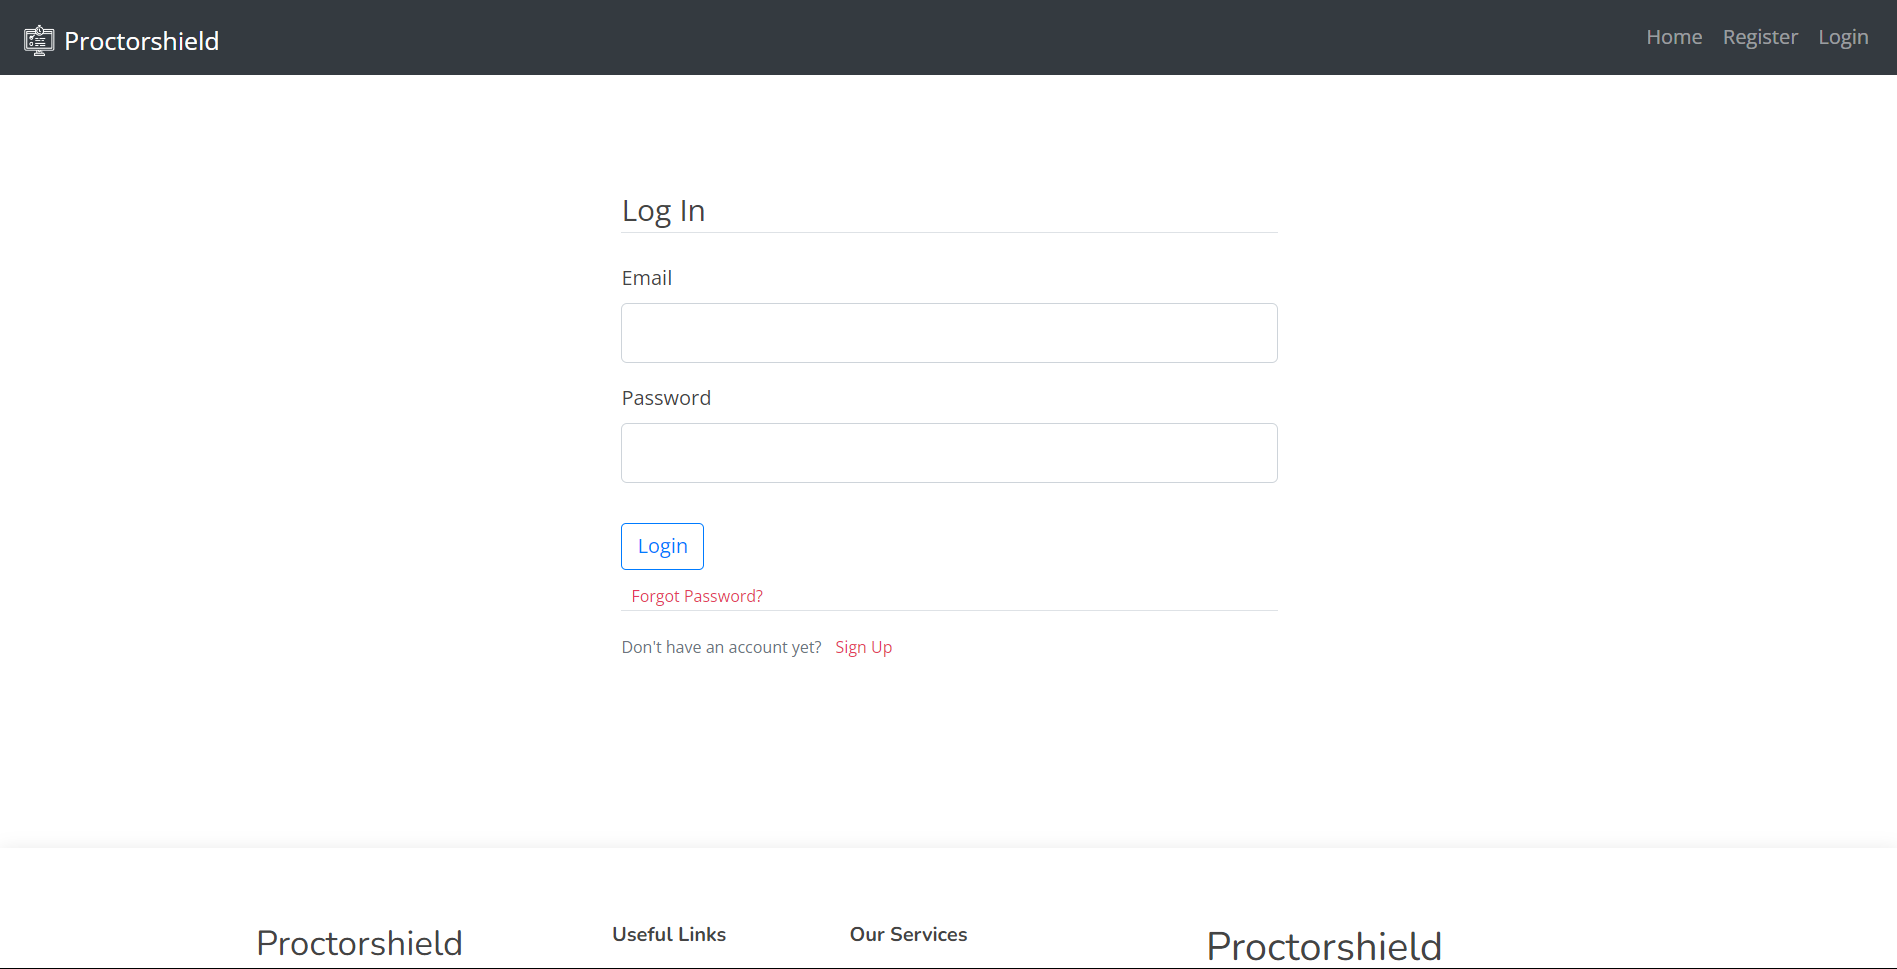 Proctorshield
Home Register Login
Log In
Email
Password
Login
Forgot Password?
Don't have an account yet? Sign Up
Proctorshield
Useful Links
Our Services
Proctorshield